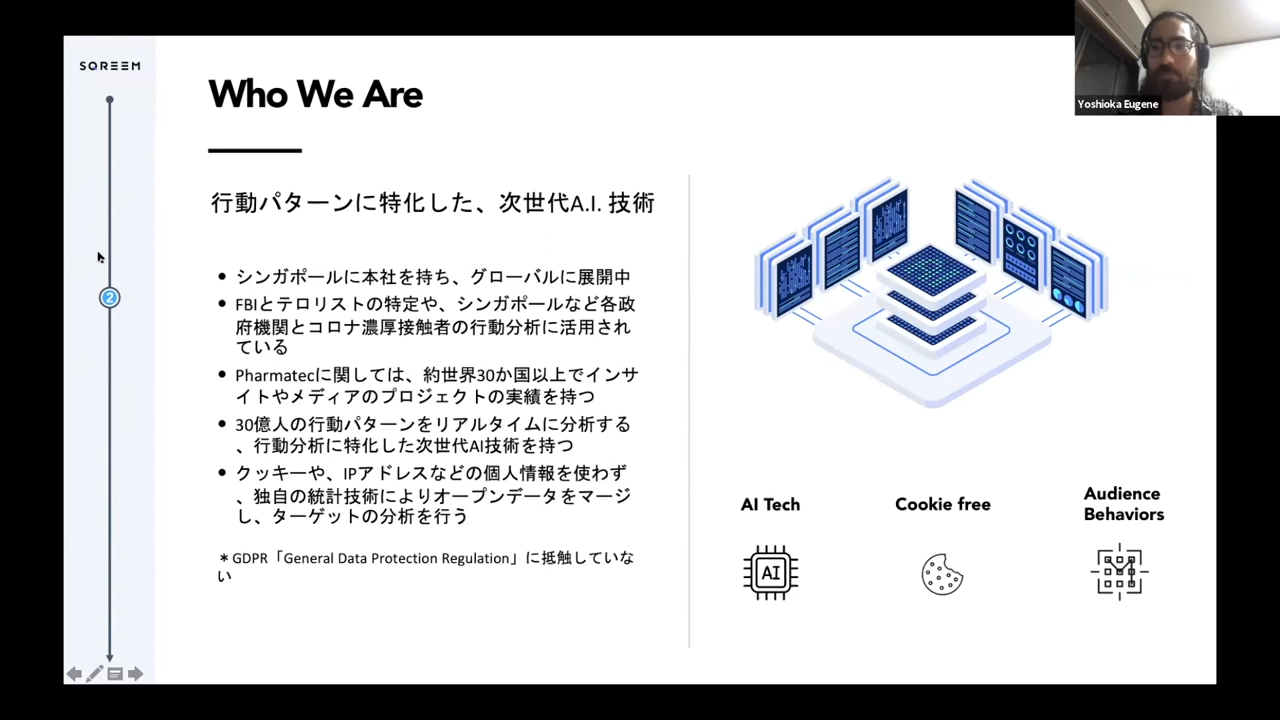 SQREEM
Who We Are
Yoshioka Eugene
行動パターンに特化した、次世代A.I. 技術
● シンガポールに本社を持ち、グローバルに展開中
● FBIとテロリストの特定や、シンガポールなど各政
府機関とコロナ濃厚接触者の行動分析に活用され
ている
● Pharmatecに関しては、約世界30か国以上でインサ
イトやメディアのプロジェクトの実績を持つ
● 30億人の行動パターンをリアルタイムに分析する
、行動分析に特化した次世代AI技術を持つ
● クッキーや、IPアドレスなどの個人情報を使わず
、独自の統計技術によりオープンデータをマージ
し、ターゲットの分析を行う
＊GDPR「General Data Protection Regulation」に抵触していな
い
2
AI Tech
Cookie free
Audience
Behaviors
AI